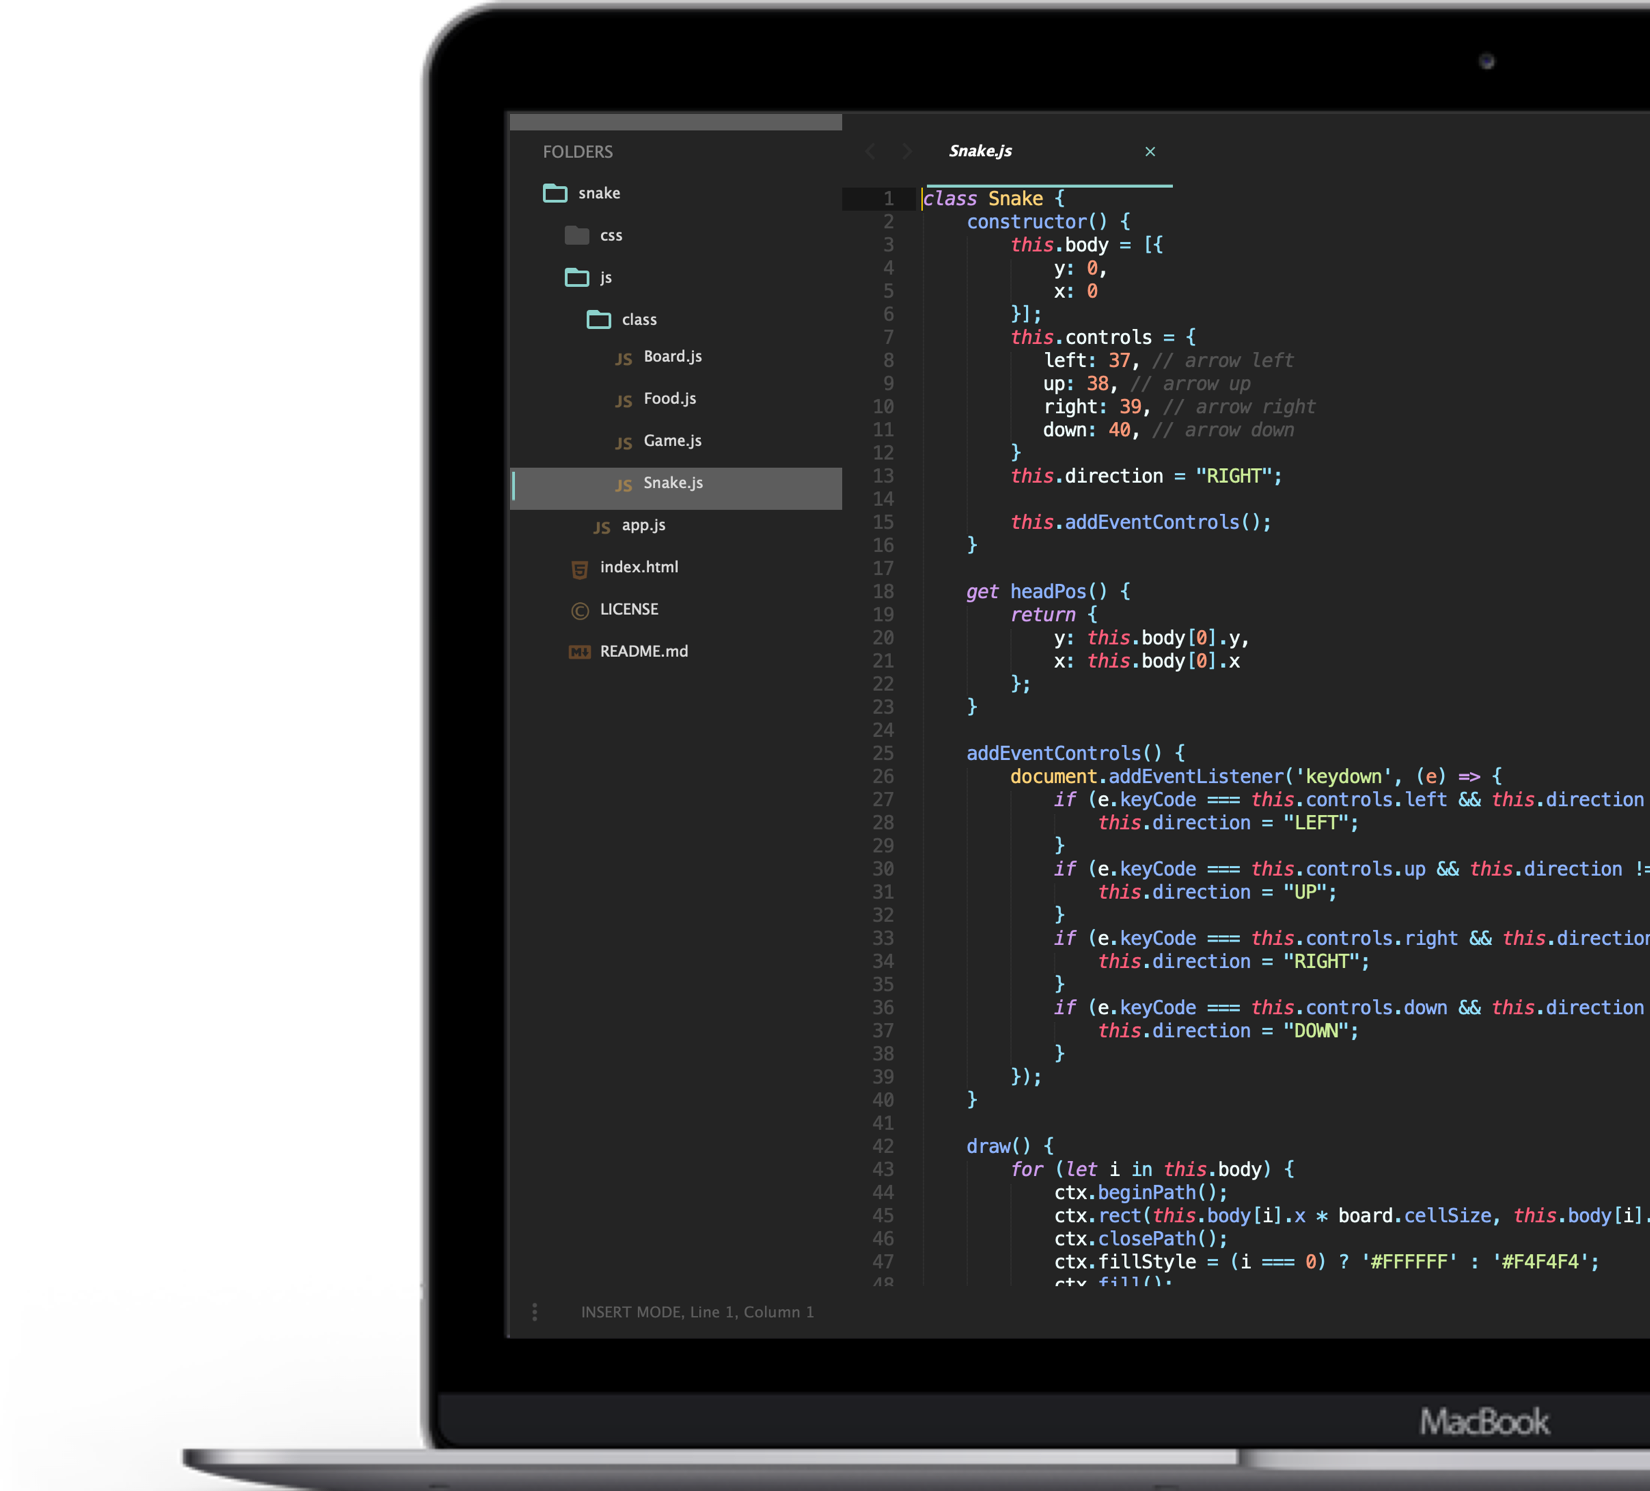 FOLDERS
snake
css
js
class
JS Board.js
JS Food.js
JS Game.js
JS Snake.js
JS app.js
index.html
LICENSE
README.md
Snake.js ×
1 class Snake {
2 constructor() {
3 this.body = [{
4 y: 0,
5 x: 0
6 }];
7 this.controls = {
8 left: 37, // arrow left
9 up: 38, // arrow up
10 right: 39, // arrow right
11 down: 40, // arrow down
12 }
13 this.direction = "RIGHT";
14
15 this.addEventControls();
16 }
17
18 get headPos() {
19 return {
20 y: this.body[0].y,
21 x: this.body[0].x
22 };
23 }
24
25 addEventControls() {
26 document.addEventListener('keydown', (e) => {
27 if (e.keyCode === this.controls.left && this.direction
28 this.direction = "LEFT";
29 }
30 if (e.keyCode === this.controls.up && this.direction !=
31 this.direction = "UP";
32 }
33 if (e.keyCode === this.controls.right && this.direction
34 this.direction = "RIGHT";
35 }
36 if (e.keyCode === this.controls.down && this.direction
37 this.direction = "DOWN";
38 }
39 });
40 }
41
42 draw() {
43 for (let i in this.body) {
44 ctx.beginPath();
45 ctx.rect(this.body[i].x * board.cellSize, this.body[i].
46 ctx.closePath();
47 ctx.fillStyle = (i === 0) ? '#FFFFFF' : '#F4F4F4';
48 ctx.fill();
INSERT MODE, Line 1, Column 1
MacBook